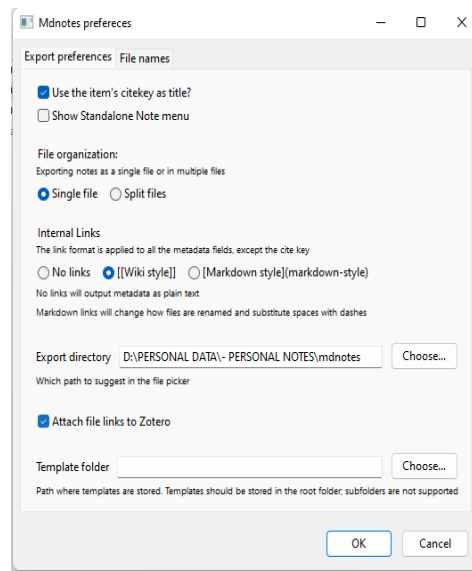 Mdnotes prefereces
Export preferences File names
Use the item's citekey as title?
Show Standalone Note menu
File organization:
Exporting notes as a single file or in multiple files
Single file Split files
Internal Links
The link format is applied to all the metadata fields, except the cite key
No links [[Wiki style]] [Markdown style](markdown-style)
No links will output metadata as plain text
Markdown links will change how files are renamed and substitute spaces with dashes
Export directory D:\PERSONAL DATA\- PERSONAL NOTES\mdnotes Choose...
Which path to suggest in the file picker
Attach file links to Zotero
Template folder Choose...
Path where templates are stored. Templates should be stored in the root folder; subfolders are not supported
OK Cancel